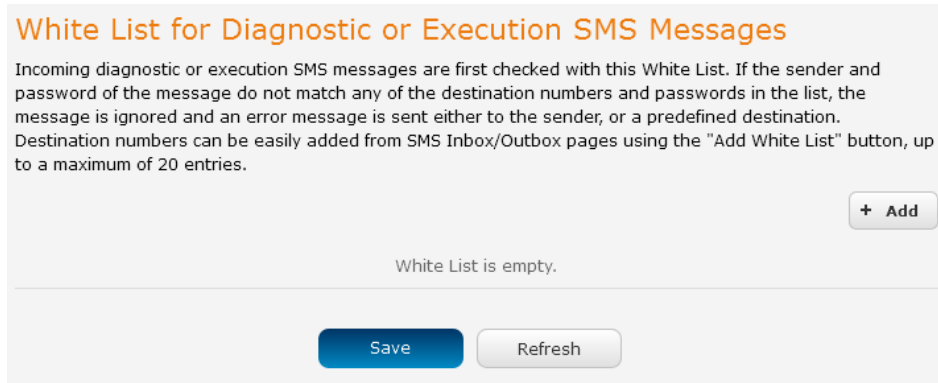 White List for Diagnostic or Execution SMS Messages
Incoming diagnostic or execution SMS messages are first checked with this White List. If the sender and
password of the message do not match any of the destination numbers and passwords in the list, the
message is ignored and an error message is sent either to the sender, or a predefined destination.
Destination numbers can be easily added from SMS Inbox/Outbox pages using the "Add White List" button, up
to a maximum of 20 entries.
+ Add
White List is empty.
Save Refresh